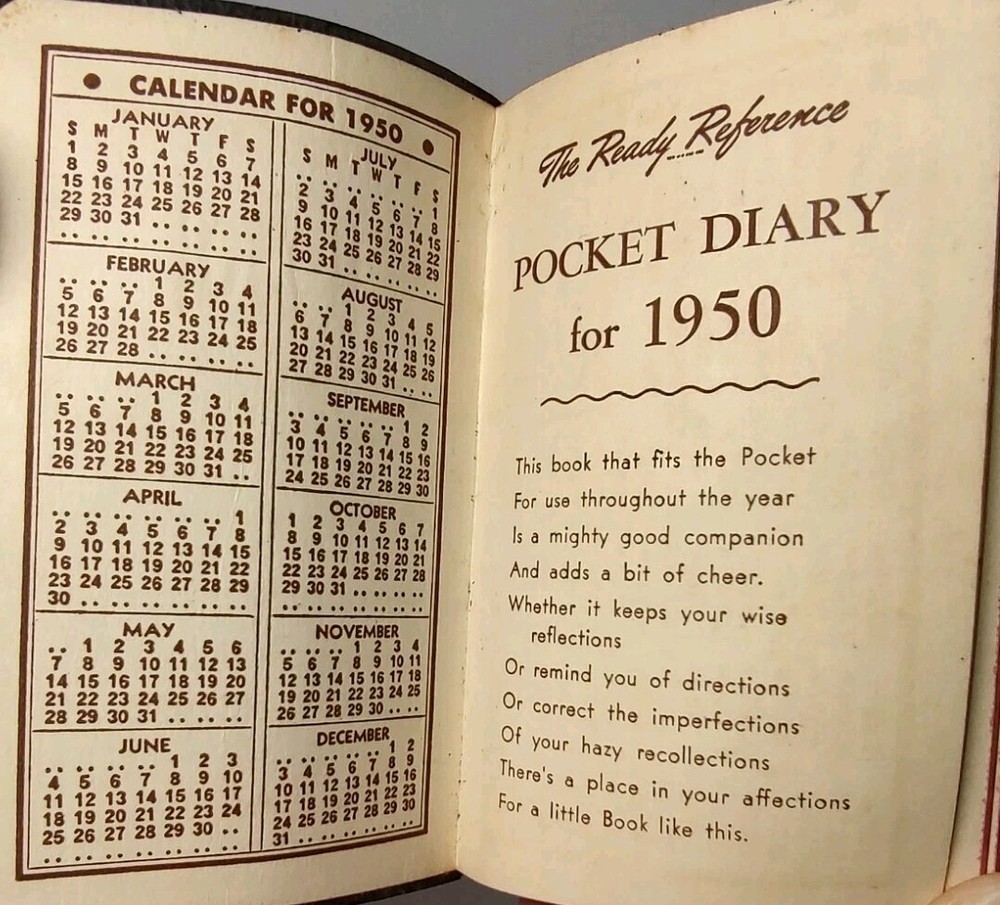 • CALENDAR FOR 1950 •
JANUARY
S M T W T F S
1 2 3 4 5 6 7
8 9 10 11 12 13 14
15 16 17 18 19 20 21
22 23 24 25 26 27 28
29 30 31 .. .. .. ..
.. .. .. .. .. .. ..
FEBRUARY
.. .. .. 1 2 3 4
5 6 7 8 9 10 11
12 13 14 15 16 17 18
19 20 21 22 23 24 25
26 27 28 .. .. .. ..
MARCH
.. .. .. 1 2 3 4
5 6 7 8 9 10 11
12 13 14 15 16 17 18
19 20 21 22 23 24 25
26 27 28 29 30 31 ..
APRIL
.. .. .. .. .. .. 1
2 3 4 5 6 7 8
9 10 11 12 13 14 15
16 17 18 19 20 21 22
23 24 25 26 27 28 29
30 .. .. .. .. .. ..
MAY
.. 1 2 3 4 5 6
7 8 9 10 11 12 13
14 15 16 17 18 19 20
21 22 23 24 25 26 27
28 29 30 31 .. .. ..
JUNE
.. .. .. .. 1 2 3
4 5 6 7 8 9 10
11 12 13 14 15 16 17
18 19 20 21 22 23 24
25 26 27 28 29 30 ..
.. .. .. .. .. .. ..
JULY
S M T W T F S
.. .. .. .. .. .. 1
2 3 4 5 6 7 8
9 10 11 12 13 14 15
16 17 18 19 20 21 22
23 24 25 26 27 28 29
30 31 .. .. .. .. ..
AUGUST
.. .. 1 2 3 4 5
6 7 8 9 10 11 12
13 14 15 16 17 18 19
20 21 22 23 24 25 26
27 28 29 30 31 .. ..
SEPTEMBER
.. .. .. .. .. 1 2
3 4 5 6 7 8 9
10 11 12 13 14 15 16
17 18 19 20 21 22 23
24 25 26 27 28 29 30
OCTOBER
1 2 3 4 5 6 7
8 9 10 11 12 13 14
15 16 17 18 19 20 21
22 23 24 25 26 27 28
29 30 31 .. .. .. ..
.. .. .. .. .. .. ..
NOVEMBER
.. .. .. 1 2 3 4
5 6 7 8 9 10 11
12 13 14 15 16 17 18
19 20 21 22 23 24 25
26 27 28 29 30 .. ..
DECEMBER
.. .. .. .. .. 1 2
3 4 5 6 7 8 9
10 11 12 13 14 15 16
17 18 19 20 21 22 23
24 25 26 27 28 29 30
31 .. .. .. .. .. ..
The Ready Reference
POCKET DIARY
for 1950
This book that fits the Pocket
For use throughout the year
Is a mighty good companion
And adds a bit of cheer.
Whether it keeps your wise
reflections
Or remind you of directions
Or correct the imperfections
Of your hazy recollections
There's a place in your affections
For a little Book like this.